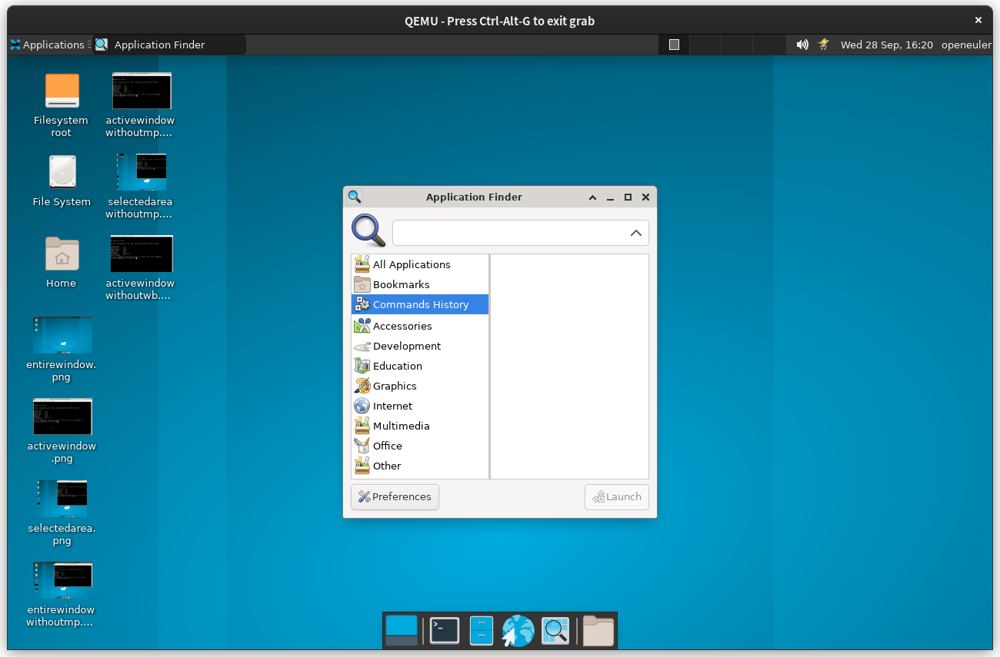 QEMU - Press Ctrl-Alt-G to exit grab
Applications
Application Finder
Wed 28 Sep, 16:20
openeuler
Filesystem
root
activewindow
withoutmp....
File System
selectedarea
withoutmp....
Home
activewindow
withoutwb....
entirewindow.
png
activewindow
.png
selectedarea.
png
entirewindow
withoutmp....
Application Finder
All Applications
Bookmarks
Commands History
Accessories
Development
Education
Graphics
Internet
Multimedia
Office
Other
Preferences
Launch